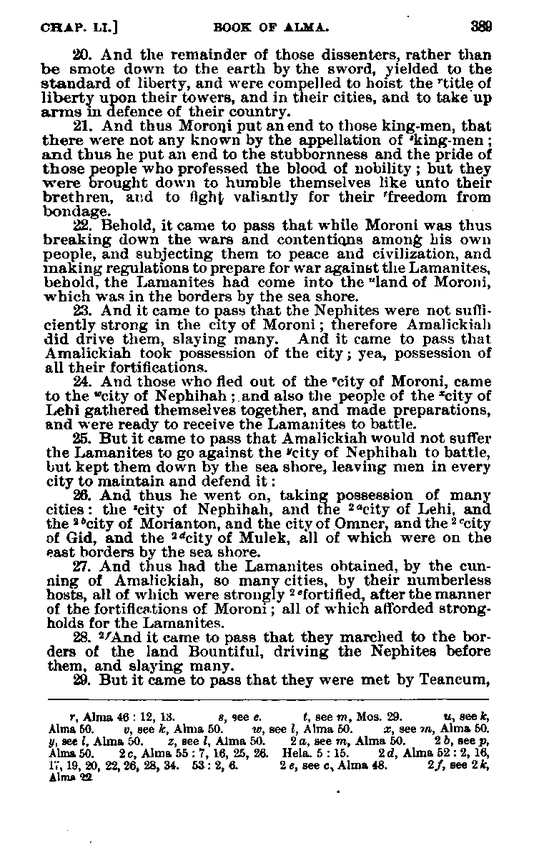 CHAP. LI.] BOOK OF ALMA. 389
20. And the remainder of those dissenters, rather than
be smote down to the earth by the sword, yielded to the
standard of liberty, and were compelled to hoist the ʳtitle of
liberty upon their towers, and in their cities, and to take up
arms in defence of their country.
21. And thus Moroni put an end to those king-men, that
there were not any known by the appellation of ˢking-men;
and thus he put an end to the stubbornness and the pride of
those people who professed the blood of nobility; but they
were brought down to humble themselves like unto their
brethren, and to fight valiantly for their ᵗfreedom from
bondage.
22. Behold, it came to pass that while Moroni was thus
breaking down the wars and contentions among his own
people, and subjecting them to peace and civilization, and
making regulations to prepare for war against the Lamanites,
behold, the Lamanites had come into the ᵘland of Moroni,
which was in the borders by the sea shore.
23. And it came to pass that the Nephites were not suffi-
ciently strong in the city of Moroni; therefore Amalickiah
did drive them, slaying many. And it came to pass that
Amalickiah took possession of the city; yea, possession of
all their fortifications.
24. And those who fled out of the ᵛcity of Moroni, came
to the ʷcity of Nephihah; and also the people of the ˣcity of
Lehi gathered themselves together, and made preparations,
and were ready to receive the Lamanites to battle.
25. But it came to pass that Amalickiah would not suffer
the Lamanites to go against the ʸcity of Nephihah to battle,
but kept them down by the sea shore, leaving men in every
city to maintain and defend it:
26. And thus he went on, taking possession of many
cities: the ᶻcity of Nephihah, and the ²ᵃcity of Lehi, and
the ²ᵇcity of Morianton, and the city of Omner, and the ²ᶜcity
of Gid, and the ²ᵈcity of Mulek, all of which were on the
east borders by the sea shore.
27. And thus had the Lamanites obtained, by the cun-
ning of Amalickiah, so many cities, by their numberless
hosts, all of which were strongly ²ᵉfortified, after the manner
of the fortifications of Moroni; all of which afforded strong-
holds for the Lamanites.
28. ²ᶠAnd it came to pass that they marched to the bor-
ders of the land Bountiful, driving the Nephites before
them, and slaying many.
29. But it came to pass that they were met by Teancum,
r, Alma 46 : 12, 13. s, see e. t, see m, Mos. 29. u, see k,
Alma 50. v, see k, Alma 50. w, see l, Alma 50. x, see m, Alma 50.
y, see l, Alma 50. z, see l, Alma 50. 2 a, see m, Alma 50. 2 b, see p,
Alma 50. 2 c, Alma 55 : 7, 16, 25, 26. Hela. 5 : 15. 2 d, Alma 52 : 2, 16,
17, 19, 20, 22, 26, 28, 34. 53 : 2, 6. 2 e, see c, Alma 48. 2 f, see 2 k,
Alma 22